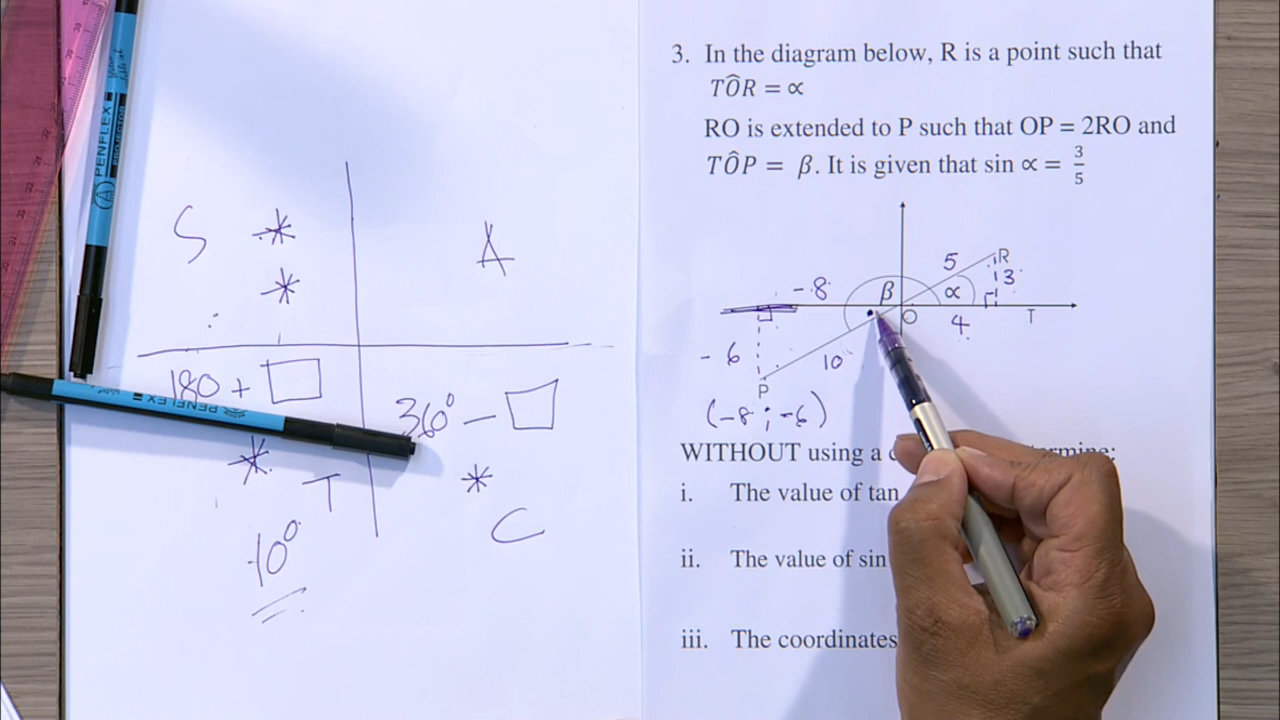 S
A
180 +
360° −
T
C
10°
PENFLEX
PENFLEX
3. In the diagram below, R is a point such that
TÔR = ∝
RO is extended to P such that OP = 2RO and
TÔP = β. It is given that sin ∝ = 3/5
R
5
3
- 8
β
∝
O
4
T
- 6
10
P
(-8 ; -6)
WITHOUT using a
i. The value of tan
ii. The value of sin
iii. The coordinates